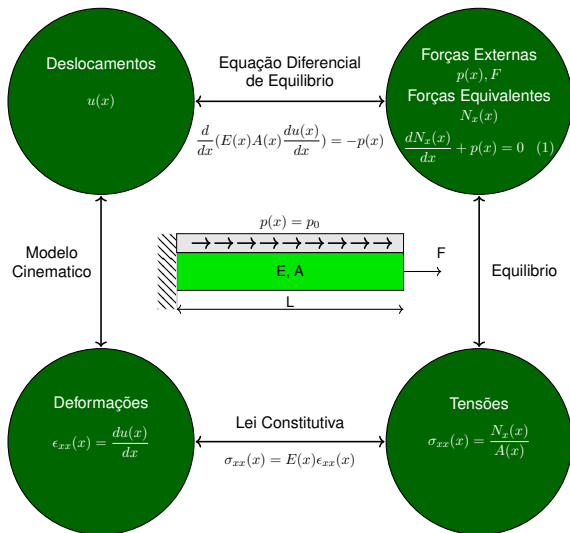 Deslocamentos
u(x)
Equação Diferencial
de Equilibrio
d/dx(E(x)A(x)du(x)/dx) = −p(x)
Forças Externas
p(x), F
Forças Equivalentes
N_x(x)
dN_x(x)/dx + p(x) = 0 (1)
Modelo
Cinematico
p(x) = p_0
E, A
F
L
Equilibrio
Deformações
ϵ_xx(x) = du(x)/dx
Lei Constitutiva
σ_xx(x) = E(x)ϵ_xx(x)
Tensões
σ_xx(x) = N_x(x)/A(x)